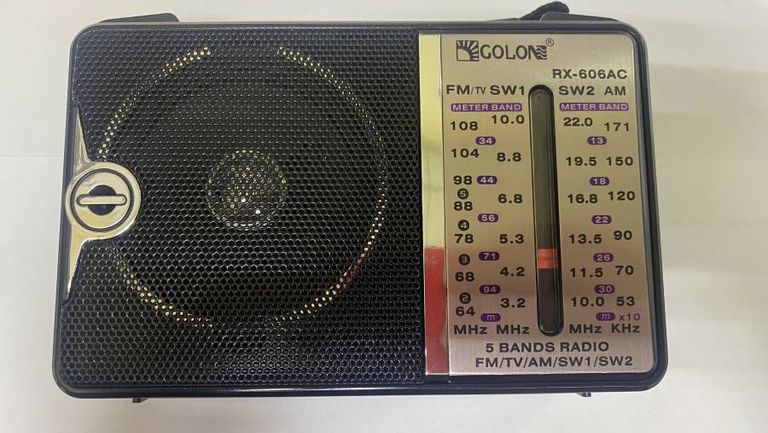 GOLON®
RX-606AC
FM/TV SW1 SW2 AM
METER BAND METER BAND
108 10.0 22.0 171
34 13
104 8.8 19.5 150
98 44 18
5 6.8 16.8 120
88
56 22
4
78 5.3 13.5 90
3 71 26
68 4.2 11.5 70
2 94 30
64 3.2 10.0 53
m m x10
MHz MHz MHz KHz
5 BANDS RADIO
FM/TV/AM/SW1/SW2